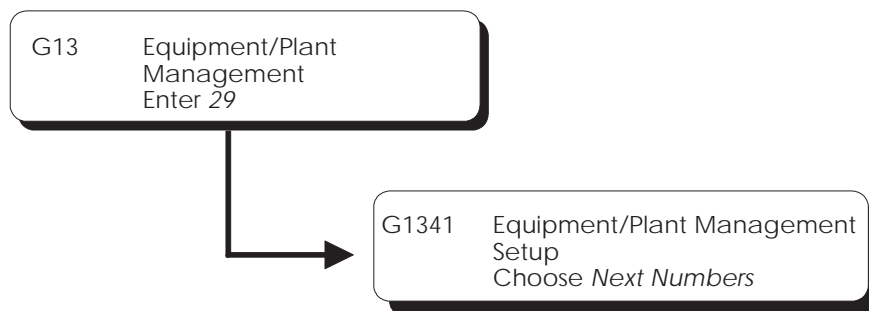 G13 Equipment/Plant
Management
Enter 29
G1341 Equipment/Plant Management
Setup
Choose Next Numbers